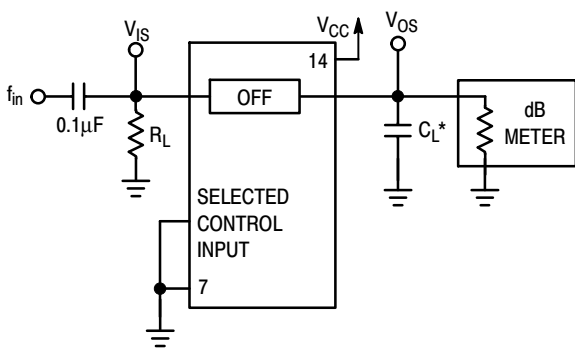 V_IS
V_CC
V_OS
14
f_in
0.1μF
R_L
OFF
C_L*
dB
METER
SELECTED
CONTROL
INPUT
7